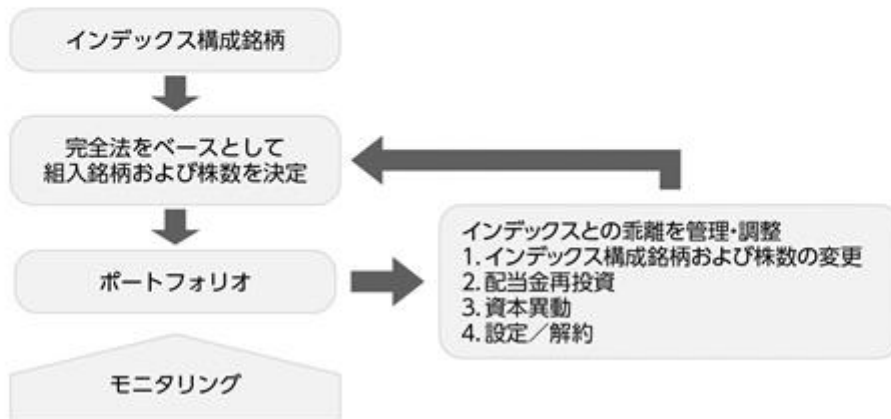 インデックス構成銘柄
完全法をベースとして
組入銘柄および株数を決定
ポートフォリオ
モニタリング
インデックスとの乖離を管理・調整
1. インデックス構成銘柄および株数の変更
2. 配当金再投資
3. 資本異動
4. 設定／解約